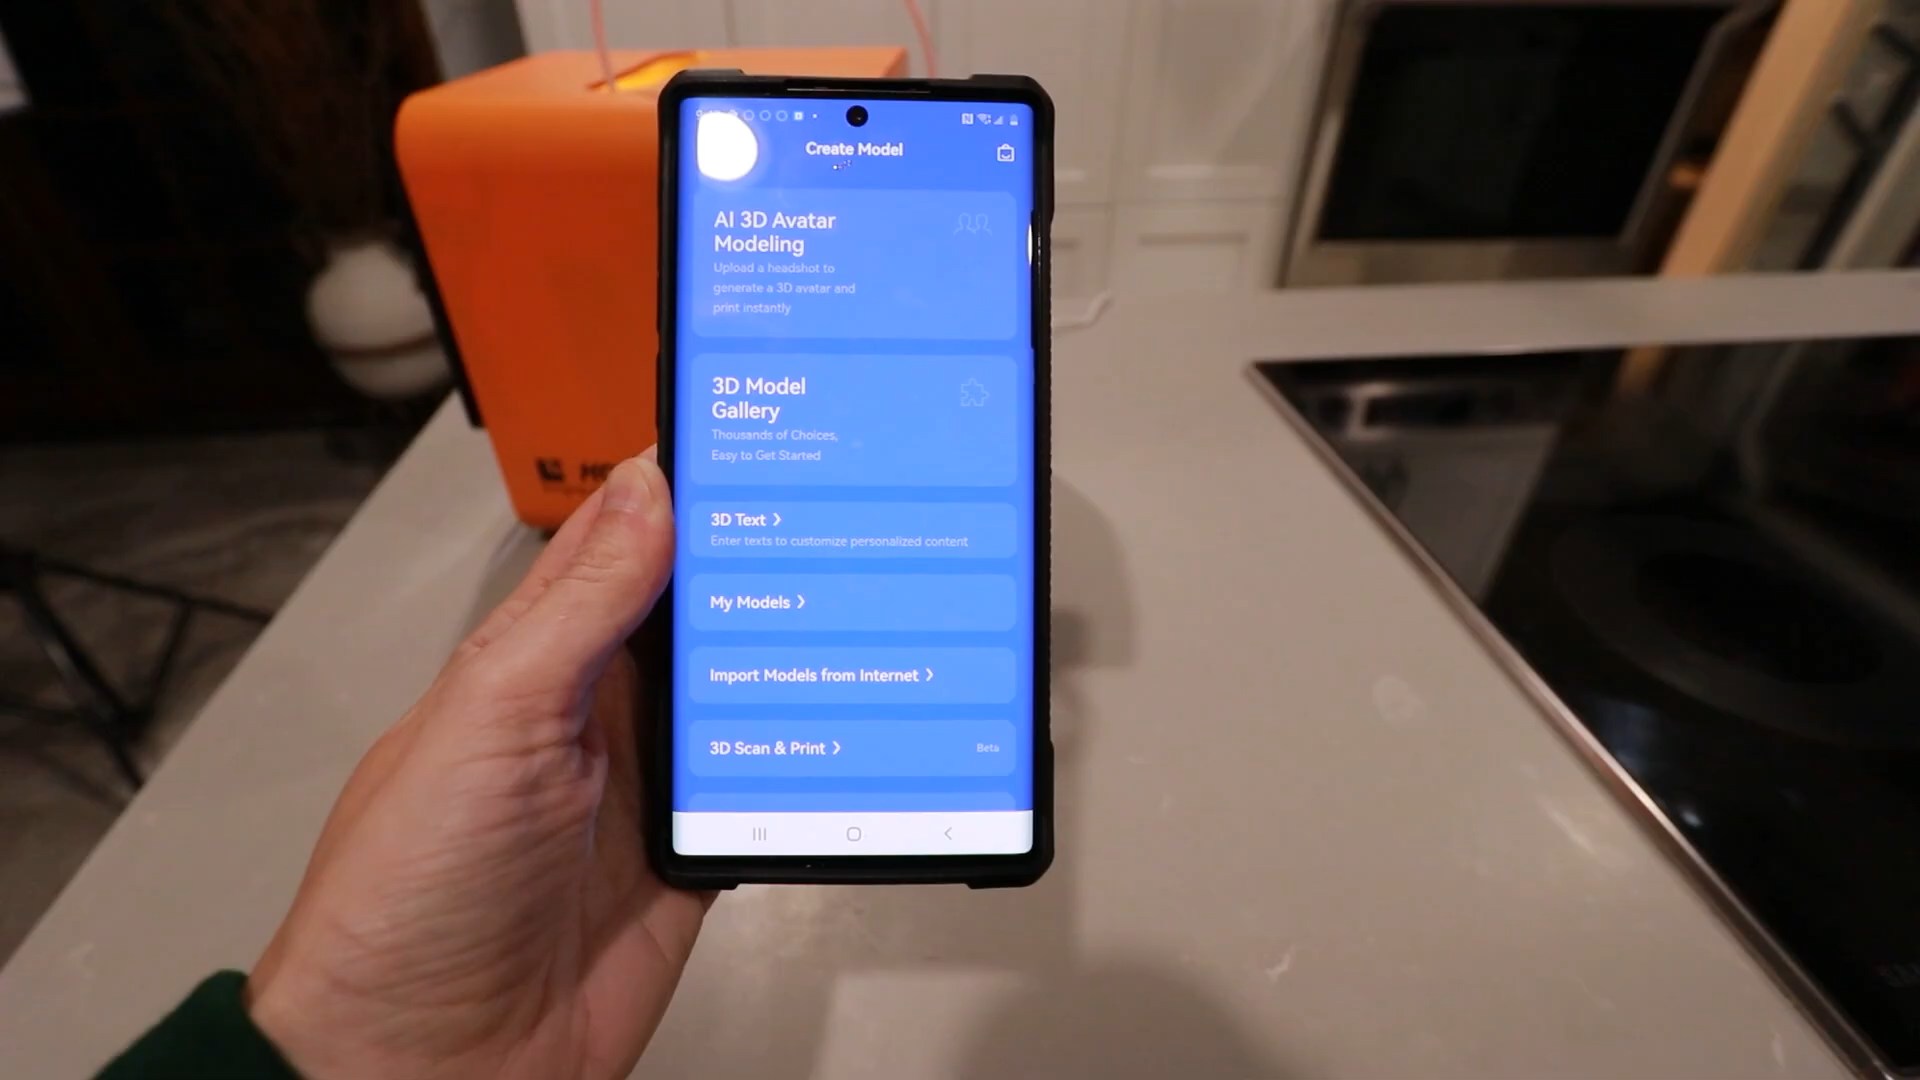 Create Model
AI 3D Avatar
Modeling
Upload a headshot to
generate a 3D avatar and
print instantly
3D Model
Gallery
Thousands of Choices,
Easy to Get Started
3D Text
Enter texts to customize personalized content
My Models
Import Models from Internet
3D Scan & Print
Beta